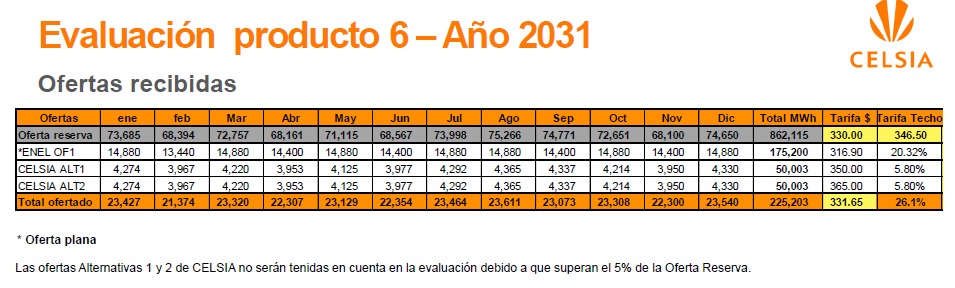 Evaluación producto 6 – Año 2031
CELSIA
Ofertas recibidas
Ofertas ene feb Mar Abr May Jun Jul Ago Sep Oct Nov Dic Total MWh Tarifa $ Tarifa Techo
Oferta reserva 73,685 68,394 72,757 68,161 71,115 68,567 73,998 75,266 74,771 72,651 68,100 74,650 862,115 330.00 346.50
*ENEL OF1 14,880 13,440 14,880 14,400 14,880 14,400 14,880 14,880 14,400 14,880 14,400 14,880 175,200 316.90 20.32%
CELSIA ALT1 4,274 3,967 4,220 3,953 4,125 3,977 4,292 4,365 4,337 4,214 3,950 4,330 50,003 350.00 5.80%
CELSIA ALT2 4,274 3,967 4,220 3,953 4,125 3,977 4,292 4,365 4,337 4,214 3,950 4,330 50,003 365.00 5.80%
Total ofertado 23,427 21,374 23,320 22,307 23,129 22,354 23,464 23,611 23,073 23,308 22,300 23,540 225,203 331.65 26.1%
* Oferta plana
Las ofertas Alternativas 1 y 2 de CELSIA no serán tenidas en cuenta en la evaluación debido a que superan el 5% de la Oferta Reserva.